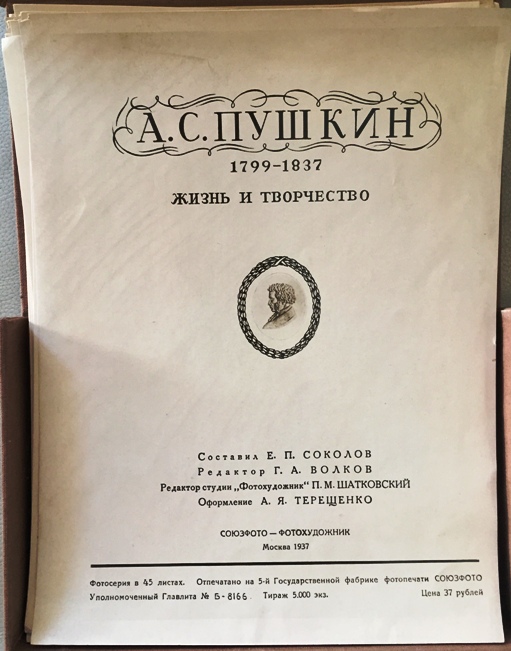 А.С.ПУШКИН
1799-1837
ЖИЗНЬ И ТВОРЧЕСТВО
Составил Е. П. СОКОЛОВ
Редактор Г. А. ВОЛКОВ
Редактор студии „Фотохудожник" П. М. ШАТКОВСКИЙ
Оформление А. Я. ТЕРЕЩЕНКО
СОЮЗФОТО — ФОТОХУДОЖНИК
Москва 1937
Фотосерия в 45 листах. Отпечатано на 5-й Государственной фабрике фотопечати СОЮЗФОТО
Уполномоченный Главлита № Б-8166 Тираж 5.000 экз. Цена 37 рублей